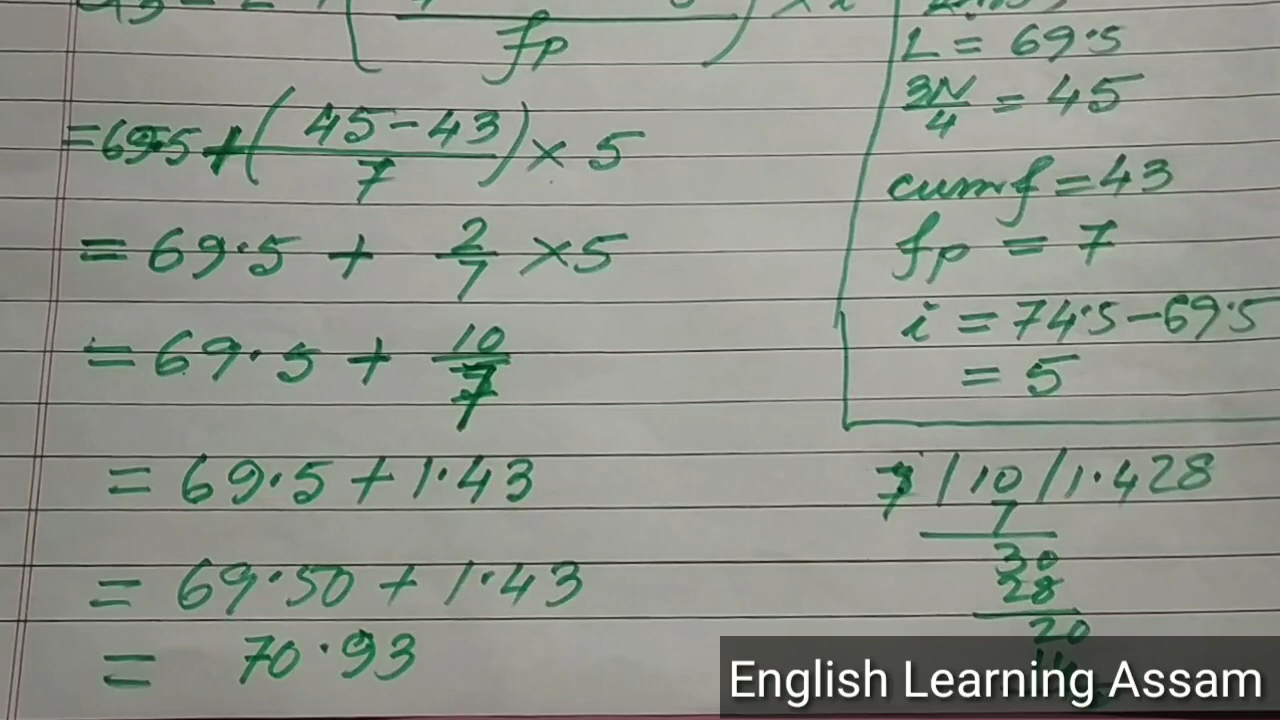 fp
=69.5+(45-43/7)×5
= 69.5 + 2/7 ×5
= 69.5 + 10/7
= 69.5 + 1.43
= 69.50 + 1.43
= 70.93
L = 69.5
3N/4 = 45
cumf = 43
fp = 7
i = 74.5-69.5
= 5
7/10/1.428
7
30
28
20
14
English Learning Assam